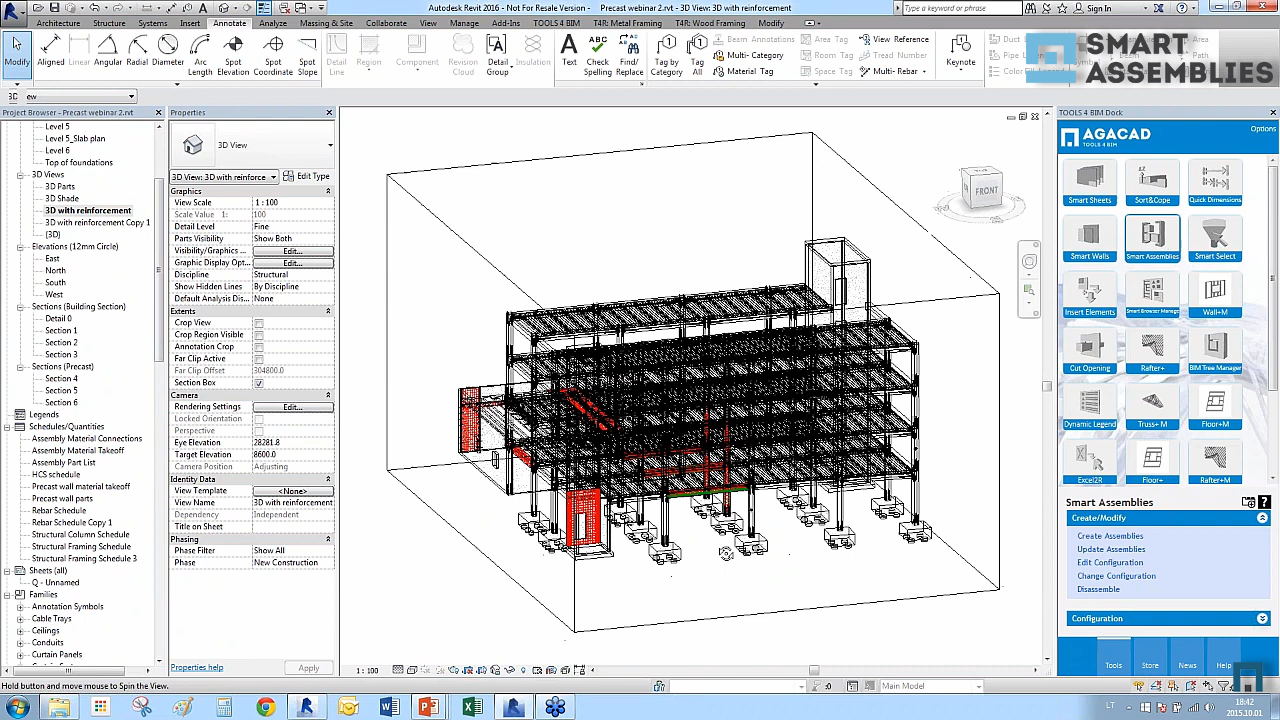 Autodesk Revit 2016 - Not For Resale Version - Precast webinar 2.rvt - 3D View: 3D with reinforcement
Type a keyword or phrase
Sign In
Architecture Structure Systems Insert Annotate Analyze Massing & Site Collaborate View Manage Add-Ins TOOLS 4 BIM T4R: Metal Framing T4R: Wood Framing Modify
Modify Aligned Linear Angular Radial Diameter Arc Length Spot Elevation Spot Coordinate Spot Slope Detail Line Region Component Revision Cloud Detail Group Insulation Text Check Spelling Find/ Replace Tag by Category Tag All
Beam Annotations Area Tag View Reference
Multi-Category Room Tag Tread Number
Material Tag Space Tag Multi-Rebar
Keynote
SMART
ASSEMBLIES
Project Browser - Precast webinar 2.rvt
Level 5
Level 5_Slab plan
Level 6
Top of foundations
3D Views
3D Parts
3D Shade
3D with reinforcement
3D with reinforcement Copy 1
{3D}
Elevations (12mm Circle)
East
North
South
West
Sections (Building Section)
Detail 0
Section 1
Section 2
Section 3
Sections (Precast)
Section 4
Section 5
Section 6
Legends
Schedules/Quantities
Assembly Material Connections
Assembly Material Takeoff
Assembly Part List
HCS schedule
Precast wall material takeoff
Precast wall parts
Rebar Schedule
Rebar Schedule Copy 1
Structural Column Schedule
Structural Framing Schedule
Structural Framing Schedule 3
Sheets (all)
Q - Unnamed
Families
Annotation Symbols
Cable Trays
Ceilings
Conduits
Curtain Panels
Properties
3D View
3D View: 3D with reinforce
Edit Type
Graphics
View Scale 1 : 100
Scale Value 1: 100
Detail Level Fine
Parts Visibility Show Both
Visibility/Graphics ... Edit...
Graphic Display Opt... Edit...
Discipline Structural
Show Hidden Lines By Discipline
Default Analysis Dis... None
Extents
Crop View
Crop Region Visible
Annotation Crop
Far Clip Active
Far Clip Offset 304800.0
Section Box
Camera
Rendering Settings Edit...
Locked Orientation
Perspective
Eye Elevation 28281.8
Target Elevation 8600.0
Camera Position Adjusting
Identity Data
View Template <None>
View Name 3D with reinforcement
Dependency Independent
Title on Sheet
Phasing
Phase Filter Show All
Phase New Construction
Properties help
Apply
FRONT
1 : 100
TOOLS 4 BIM Dock
AGACAD
TOOLS 4 BIM
Options
Smart Sheets Sort&Cope Quick Dimensions
Smart Walls Smart Assemblies Smart Select
Insert Elements Smart Browser Manager Wall+M
Cut Opening Rafter+ BIM Tree Manager
Dynamic Legend Truss+ M Floor+M
Excel2R Floor+ Rafter+M
Smart Assemblies
Create/Modify
Create Assemblies
Update Assemblies
Edit Configuration
Change Configuration
Disassemble
Configuration
Tools Store News Help
Hold button and move mouse to Spin the View.
:0
Main Model
LT
18:42
2015.10.01